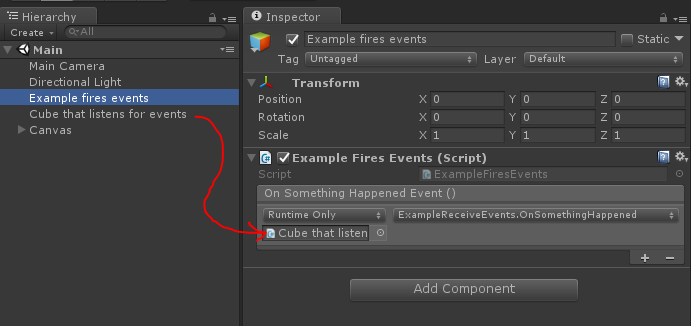 Hierarchy
Create
All
Main
Main Camera
Directional Light
Example fires events
Cube that listens for events
Canvas
Inspector
Example fires events
Static
Tag Untagged Layer Default
Transform
Position X 0 Y 0 Z 0
Rotation X 0 Y 0 Z 0
Scale X 1 Y 1 Z 1
Example Fires Events (Script)
Script ExampleFiresEvents
On Something Happened Event ()
Runtime Only ExampleReceiveEvents.OnSomethingHappened
Cube that listen
Add Component